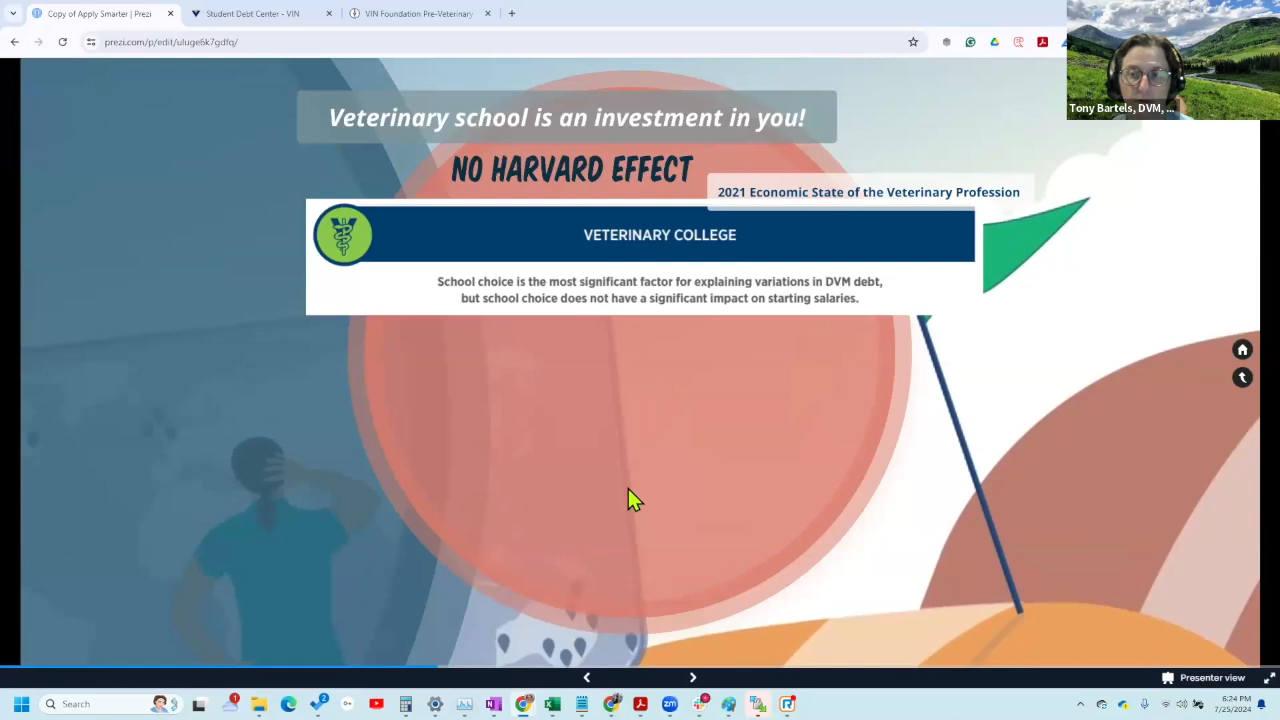 Copy of Apply Smarter | Prezi
Student Debt Center - VIN
VIN Foundation Pre-Veterinary
prezi.com/p/edit/uluge6k7gdfq/
Tony Bartels, DVM, ...
Veterinary school is an investment in you!
NO HARVARD EFFECT
2021 Economic State of the Veterinary Profession
VETERINARY COLLEGE
School choice is the most significant factor for explaining variations in DVM debt,
but school choice does not have a significant impact on starting salaries.
Presenter view
Search
1
2
6:24 PM
7/25/2024